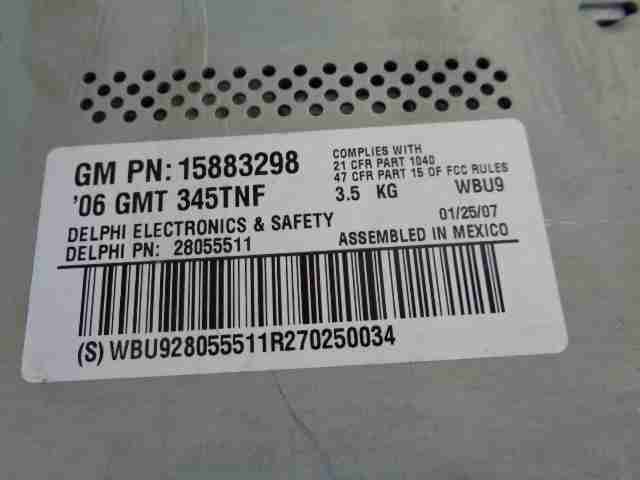 GM PN: 15883298
'06 GMT 345TNF
COMPLIES WITH
21 CFR PART 1040
47 CFR PART 15 OF FCC RULES
3.5 KG WBU9
DELPHI ELECTRONICS & SAFETY
DELPHI PN: 28055511
01/25/07
ASSEMBLED IN MEXICO
(S) WBU928055511R270250034